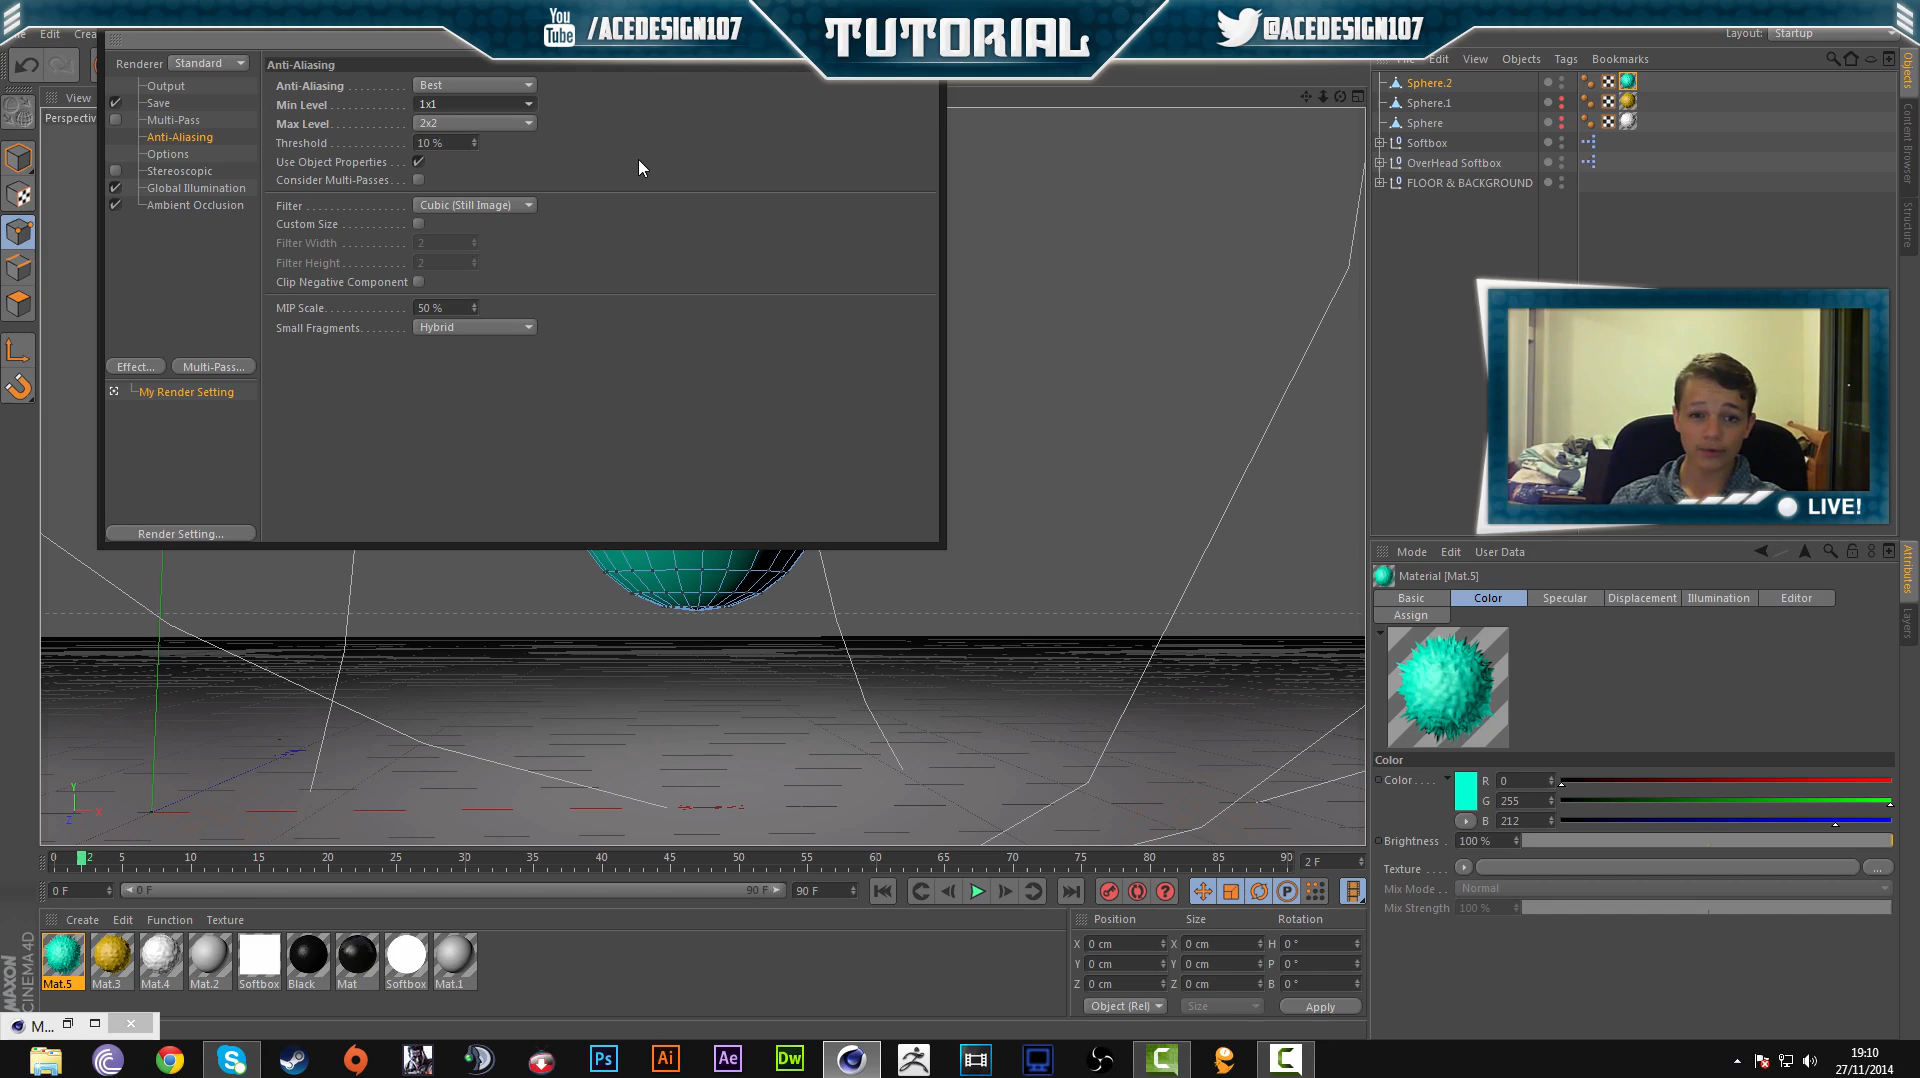 You Tube /ACEDESIGN107
TUTORIAL
@ACEDESIGN107
Edit Crea
Layout: Startup
Renderer Standard
Output
Save
Multi-Pass
Anti-Aliasing
Options
Stereoscopic
Global Illumination
Ambient Occlusion
Effect... Multi-Pass...
My Render Setting
Render Setting...
Anti-Aliasing
Anti-Aliasing Best
Min Level 1x1
Max Level 2x2
Threshold 10 %
Use Object Properties
Consider Multi-Passes
Filter Cubic (Still Image)
Custom Size
Filter Width 2
Filter Height 2
Clip Negative Component
MIP Scale 50 %
Small Fragments Hybrid
View
Perspectiv
Edit View Objects Tags Bookmarks
Sphere.2
Sphere.1
Sphere
Softbox
OverHead Softbox
FLOOR & BACKGROUND
Objects
Content Browser
Structure
LIVE!
Mode Edit User Data
Material [Mat.5]
Basic Color Specular Displacement Illumination Editor
Assign
Attributes
Layers
Color
Color R 0
G 255
B 212
Brightness 100 %
Texture ...
Mix Mode Normal
Mix Strength 100 %
Y
X
Z
0 2 5 10 15 20 25 30 35 40 45 50 55 60 65 70 75 80 85 90 2 F
0 F 0 F 90 F 90 F
Create Edit Function Texture
Mat.5 Mat.3 Mat.4 Mat.2 Softbox Black Mat Softbox Mat.1
Position Size Rotation
X 0 cm X 0 cm H 0 °
Y 0 cm Y 0 cm P 0 °
Z 0 cm Z 0 cm B 0 °
Object (Rel) Size Apply
MAXON
CINEMA 4D
M...
Ps Ai Ae Dw
19:10
27/11/2014